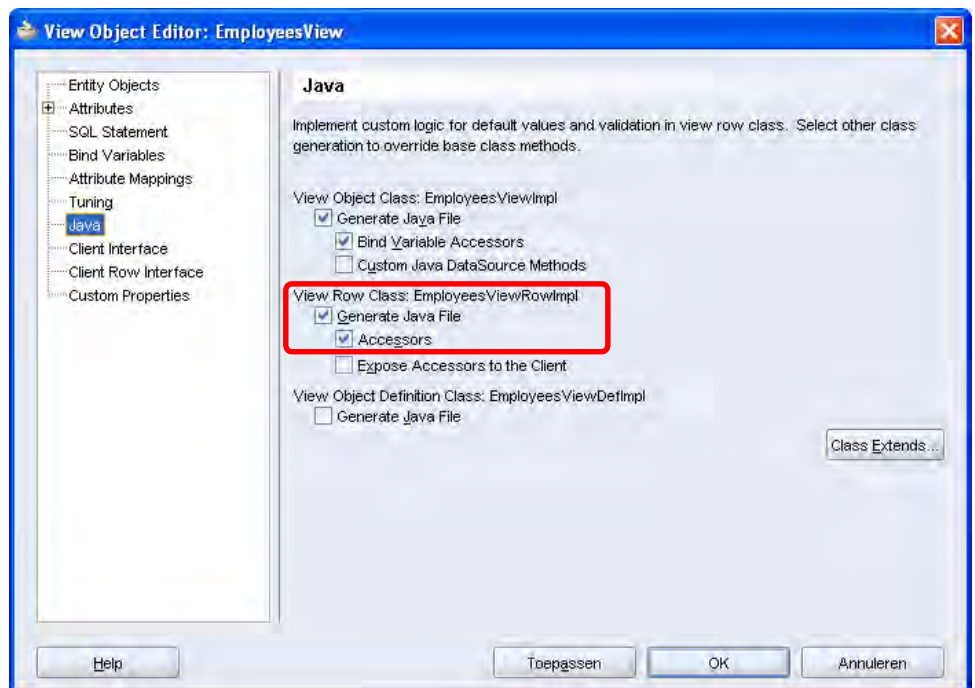 View Object Editor: EmployeesView
Entity Objects
Attributes
SQL Statement
Bind Variables
Attribute Mappings
Tuning
Java
Client Interface
Client Row Interface
Custom Properties
Java
Implement custom logic for default values and validation in view row class. Select other class
generation to override base class methods.
View Object Class: EmployeesViewImpl
Generate Java File
Bind Variable Accessors
Custom Java DataSource Methods
View Row Class: EmployeesViewRowImpl
Generate Java File
Accessors
Expose Accessors to the Client
View Object Definition Class: EmployeesViewDefImpl
Generate Java File
Class Extends...
Help
Toepassen
OK
Annuleren